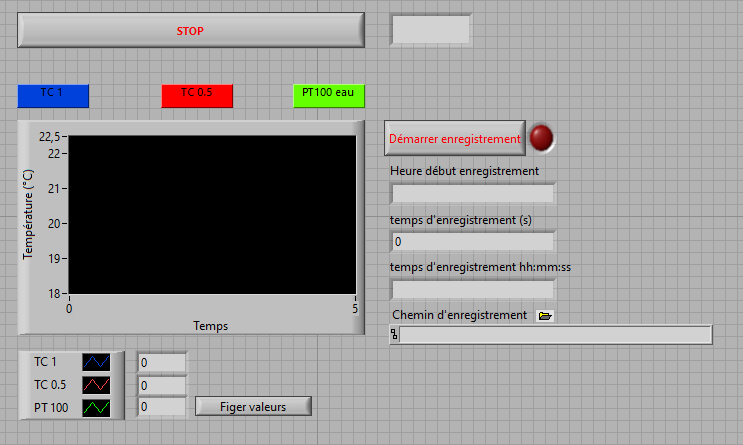 STOP
TC 1
TC 0.5
PT100 eau
Démarrer enregistrement
22,5
22
21
20
19
18
0
5
Température (°C)
Temps
Heure début enregistrement
temps d'enregistrement (s)
0
temps d'enregistrement hh:mm:ss
Chemin d'enregistrement
TC 1
0
TC 0.5
0
PT 100
0
Figer valeurs